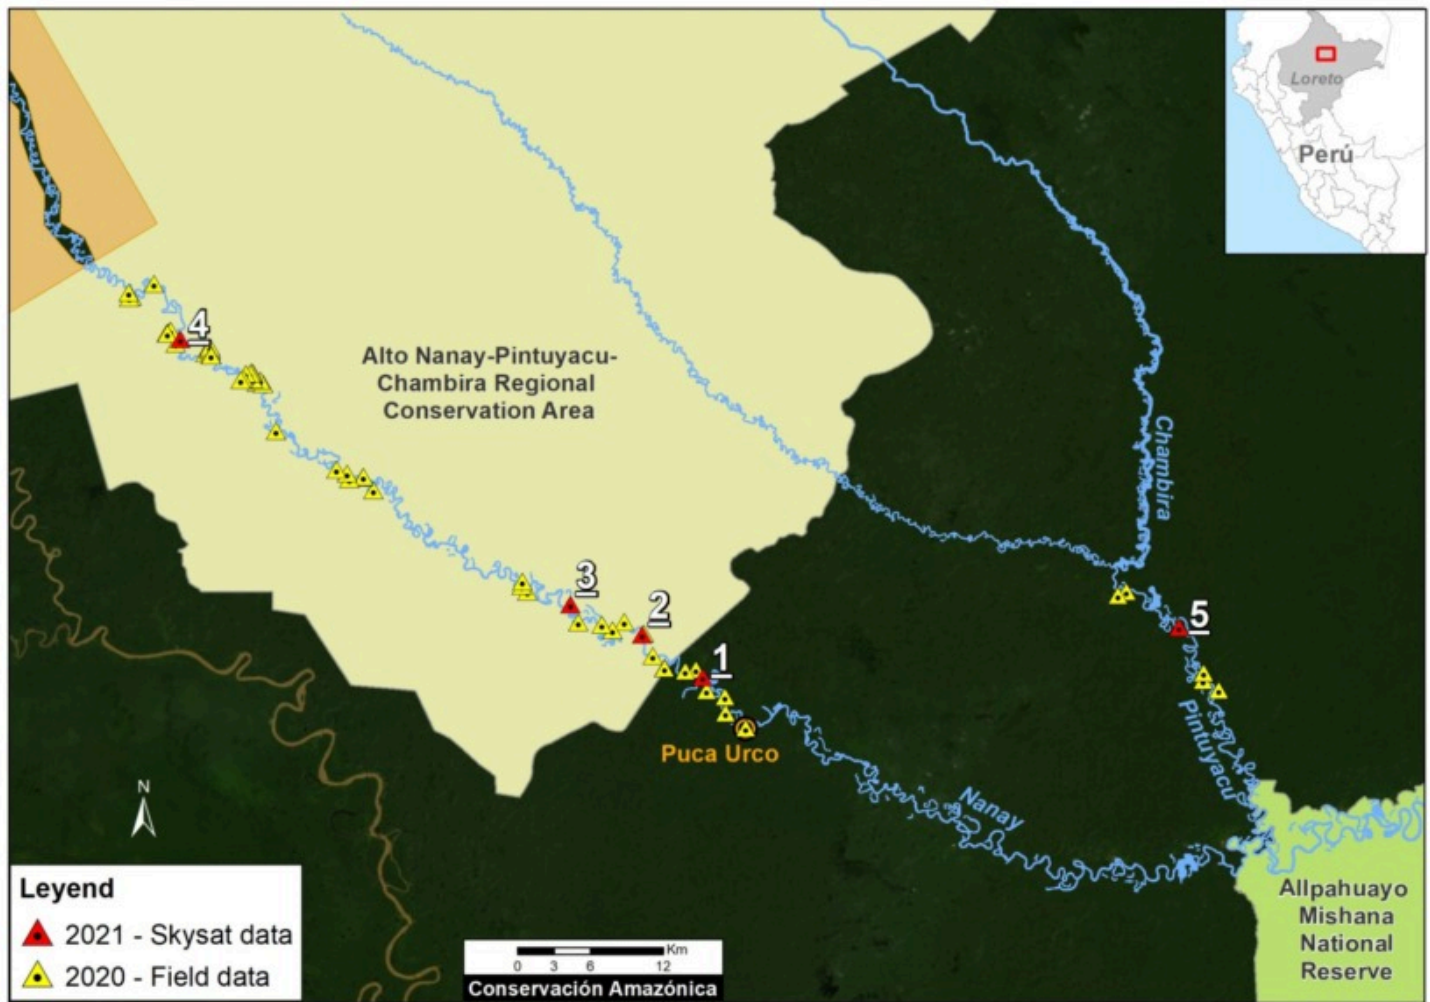 Loreto
Perú
4
Alto Nanay-Pintuyacu-
Chambira Regional
Conservation Area
Chambira
3
2
5
1
Puca Urco
Pintuyacu
Nanay
N
Allpahuayo
Mishana
National
Reserve
Leyend
2021 - Skysat data
2020 - Field data
Km
0 3 6 12
Conservación Amazónica